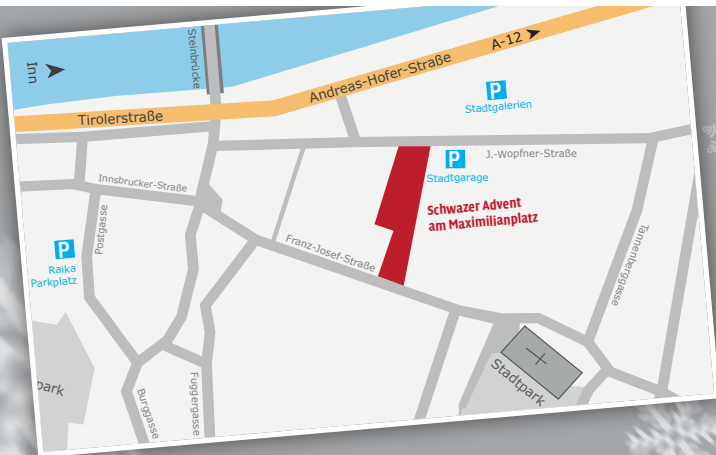 Inn
Steinbrücke
A-12
Andreas-Hofer-Straße
Tirolerstraße
P
Stadtgalerien
P
Stadtgarage
J.-Wopfner-Straße
Innsbrucker-Straße
Postgasse
Schwazer Advent
am Maximilianplatz
Franz-Josef-Straße
Tannenberggasse
P
Raika
Parkplatz
park
Stadtpark
Burggasse
Fuggergasse